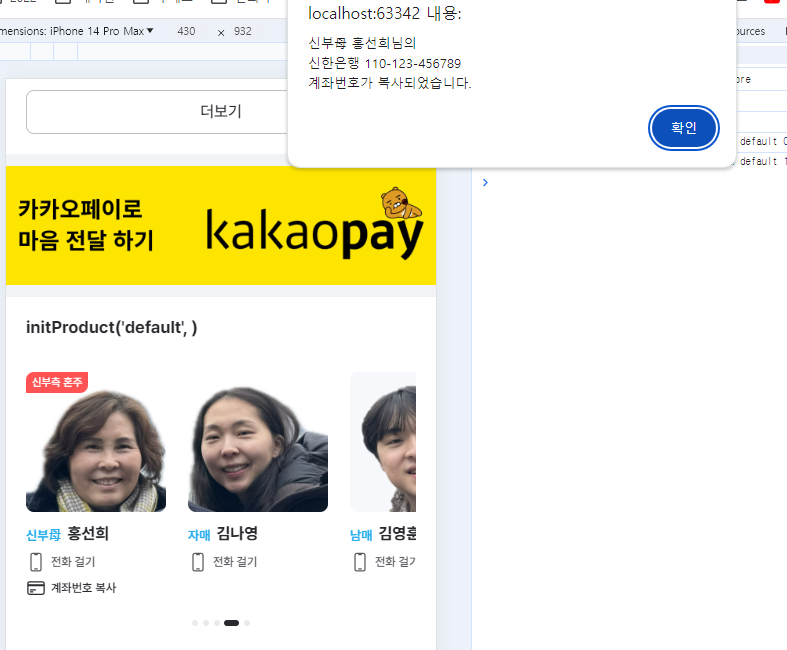 mensions: iPhone 14 Pro Max ▼ 430 × 932
localhost:63342 내용:
신부母 홍선희님의
신한은행 110-123-456789
계좌번호가 복사되었습니다.
확인
ources
ore
default 0
default 1
더보기
카카오페이로
마음 전달 하기
kakaopay
initProduct('default', )
신부측 혼주
신부母 홍선희
전화 걸기
계좌번호 복사
자매 김나영
전화 걸기
남매 김영훈
전화 걸기